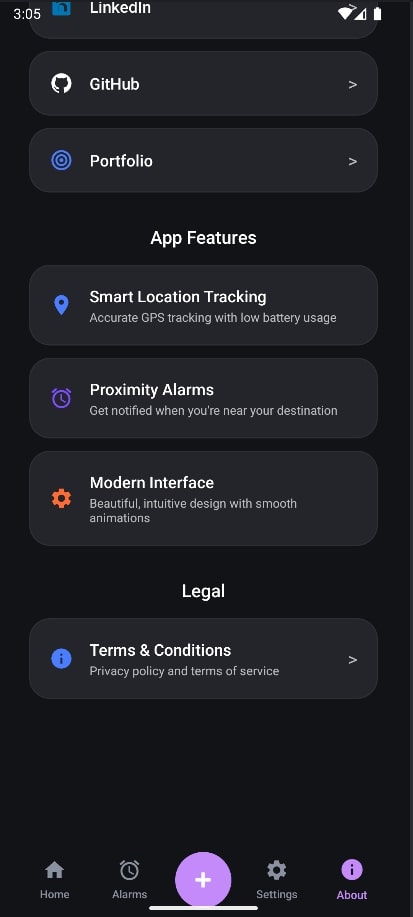 LinkedIn >
3:05
GitHub >
Portfolio >
App Features
Smart Location Tracking
Accurate GPS tracking with low battery usage
Proximity Alarms
Get notified when you're near your destination
Modern Interface
Beautiful, intuitive design with smooth
animations
Legal
Terms & Conditions
Privacy policy and terms of service
>
Home
Alarms
+
Settings
About